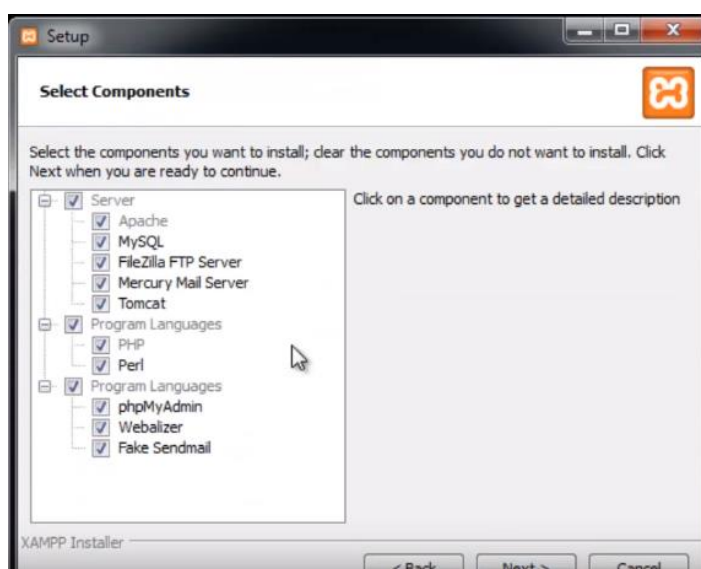 Setup
Select Components
Select the components you want to install; clear the components you do not want to install. Click
Next when you are ready to continue.
Server
Apache
MySQL
FileZilla FTP Server
Mercury Mail Server
Tomcat
Program Languages
PHP
Perl
Program Languages
phpMyAdmin
Webalizer
Fake Sendmail
Click on a component to get a detailed description
XAMPP Installer
< Back
Next >
Cancel